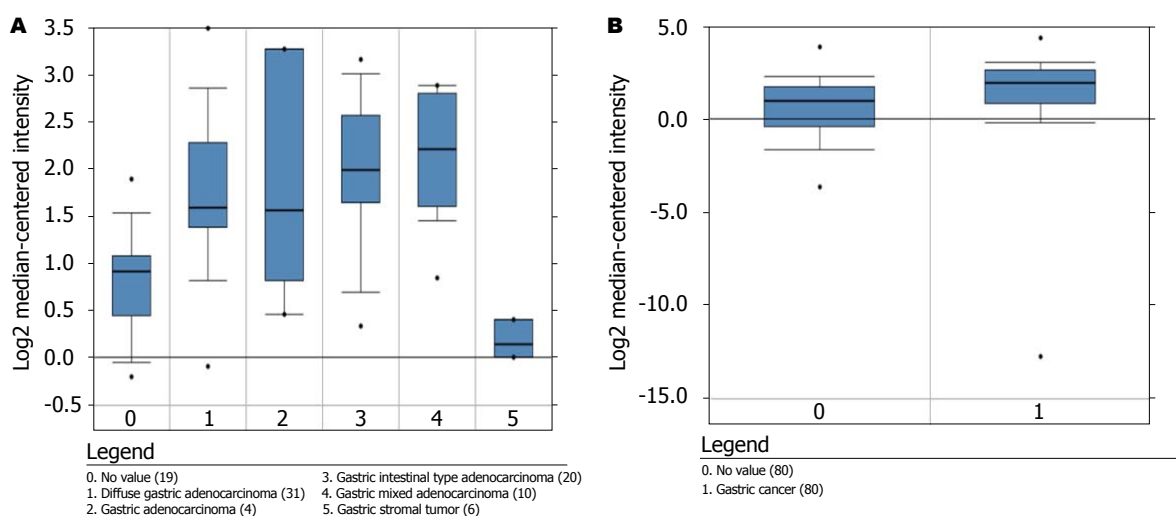 A
Log2 median-centered intensity
3.5
3.0
2.5
2.0
1.5
1.0
0.5
0.0
-0.5
0 1 2 3 4 5
Legend
0. No value (19)
1. Diffuse gastric adenocarcinoma (31)
2. Gastric adenocarcinoma (4)
3. Gastric intestinal type adenocarcinoma (20)
4. Gastric mixed adenocarcinoma (10)
5. Gastric stromal tumor (6)
B
Log2 median-centered intensity
5.0
0.0
-5.0
-10.0
-15.0
0 1
Legend
0. No value (80)
1. Gastric cancer (80)